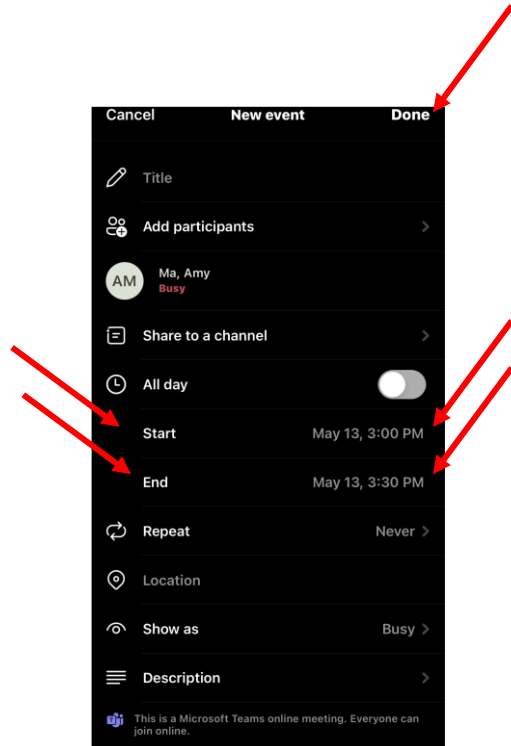 Cancel New event Done
Title
Add participants
AM
Ma, Amy
Busy
Share to a channel
All day
Start May 13, 3:00 PM
End May 13, 3:30 PM
Repeat Never
Location
Show as Busy
Description
This is a Microsoft Teams online meeting. Everyone can
join online.